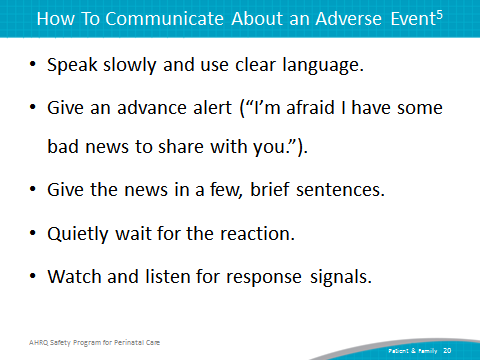 How To Communicate About an Adverse Event5
• Speak slowly and use clear language.
• Give an advance alert (“I’m afraid I have some
bad news to share with you.”).
• Give the news in a few, brief sentences.
• Quietly wait for the reaction.
• Watch and listen for response signals.
AHRQ Safety Program for Perinatal Care
Patient & Family 20